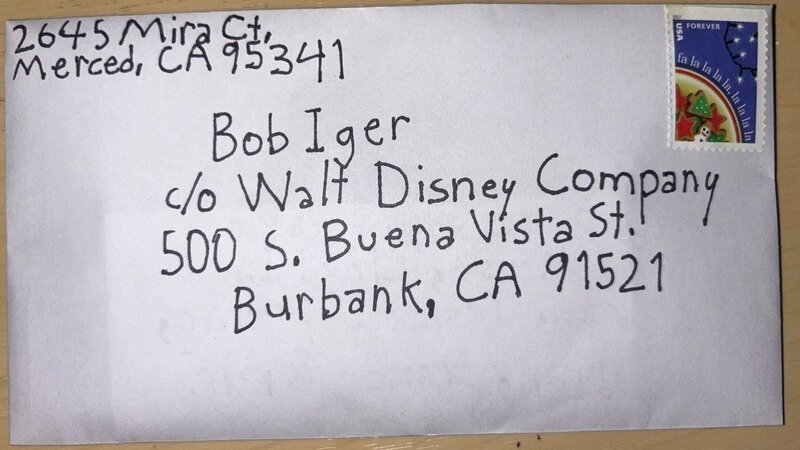 2645 Mira Ct.
Merced, CA 95341
USA FOREVER
fa la la la la, la la la la
Bob Iger
c/o Walt Disney Company
500 S. Buena Vista St.
Burbank, CA 91521